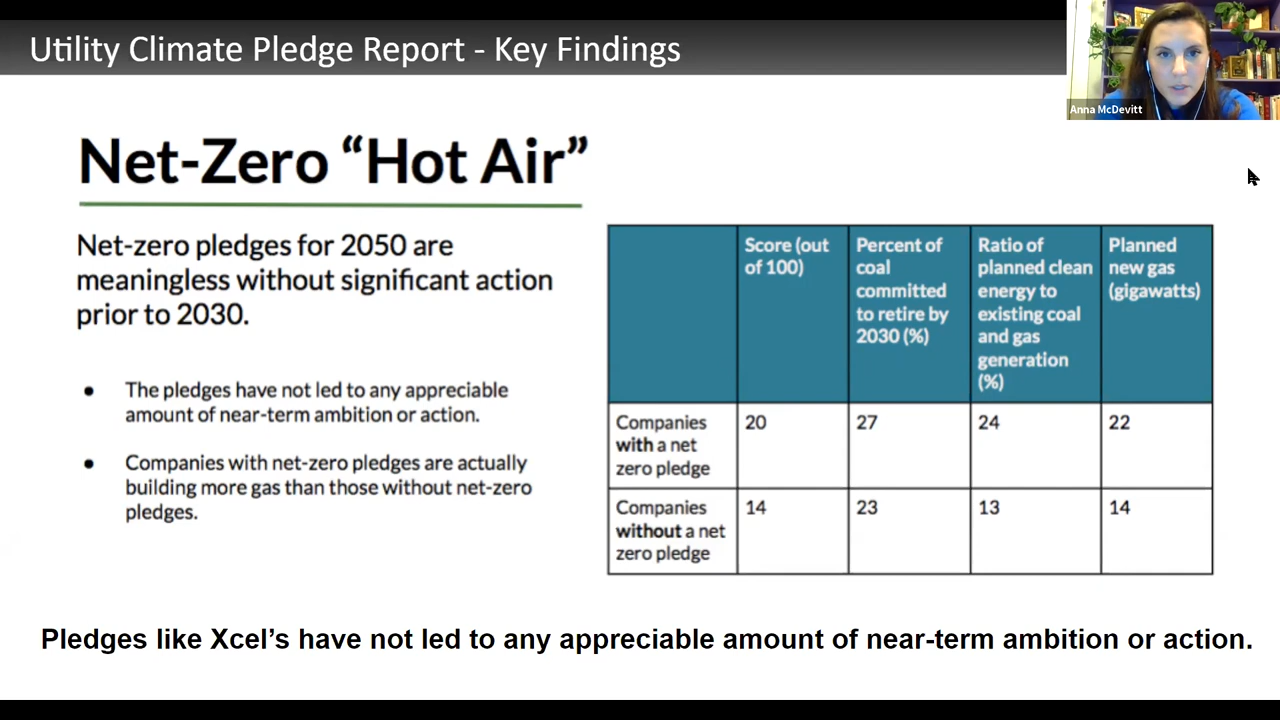 Utility Climate Pledge Report - Key Findings
Anna McDevitt
Net-Zero “Hot Air”
Net-zero pledges for 2050 are
meaningless without significant action
prior to 2030.
● The pledges have not led to any appreciable
amount of near-term ambition or action.
● Companies with net-zero pledges are actually
building more gas than those without net-zero
pledges.
Score (out
of 100)
Percent of
coal
committed
to retire by
2030 (%)
Ratio of
planned clean
energy to
existing coal
and gas
generation
(%)
Planned
new gas
(gigawatts)
Companies
with a net
zero pledge
20
27
24
22
Companies
without a net
zero pledge
14
23
13
14
Pledges like Xcel’s have not led to any appreciable amount of near-term ambition or action.